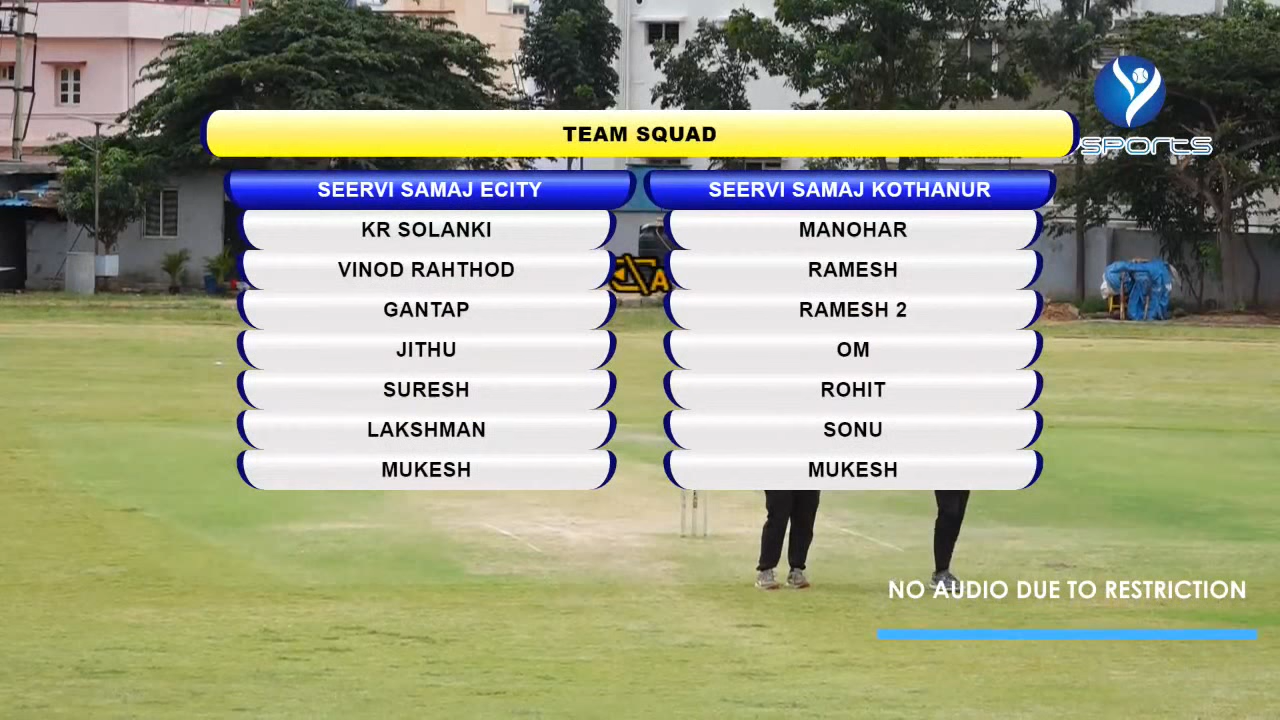 TEAM SQUAD
SPORTS
SEERVI SAMAJ ECITY
SEERVI SAMAJ KOTHANUR
KR SOLANKI
MANOHAR
VINOD RAHTHOD
RAMESH
GANTAP
RAMESH 2
JITHU
OM
SURESH
ROHIT
LAKSHMAN
SONU
MUKESH
MUKESH
NO AUDIO DUE TO RESTRICTION